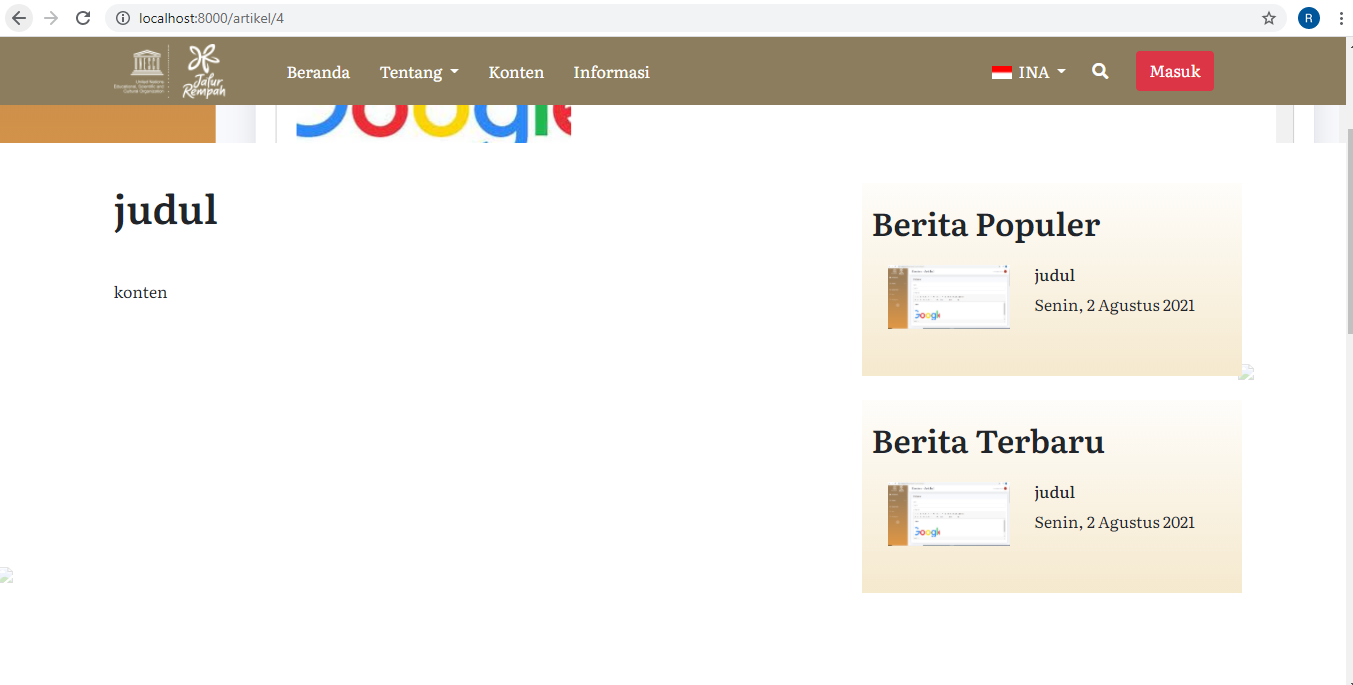 localhost:8000/artikel/4
R
United Nations
Educational, Scientific and
Cultural Organization
Jalur
Rempah
Beranda
Tentang
Konten
Informasi
INA
Masuk
Google
judul
konten
Berita Populer
judul
Senin, 2 Agustus 2021
Berita Terbaru
judul
Senin, 2 Agustus 2021